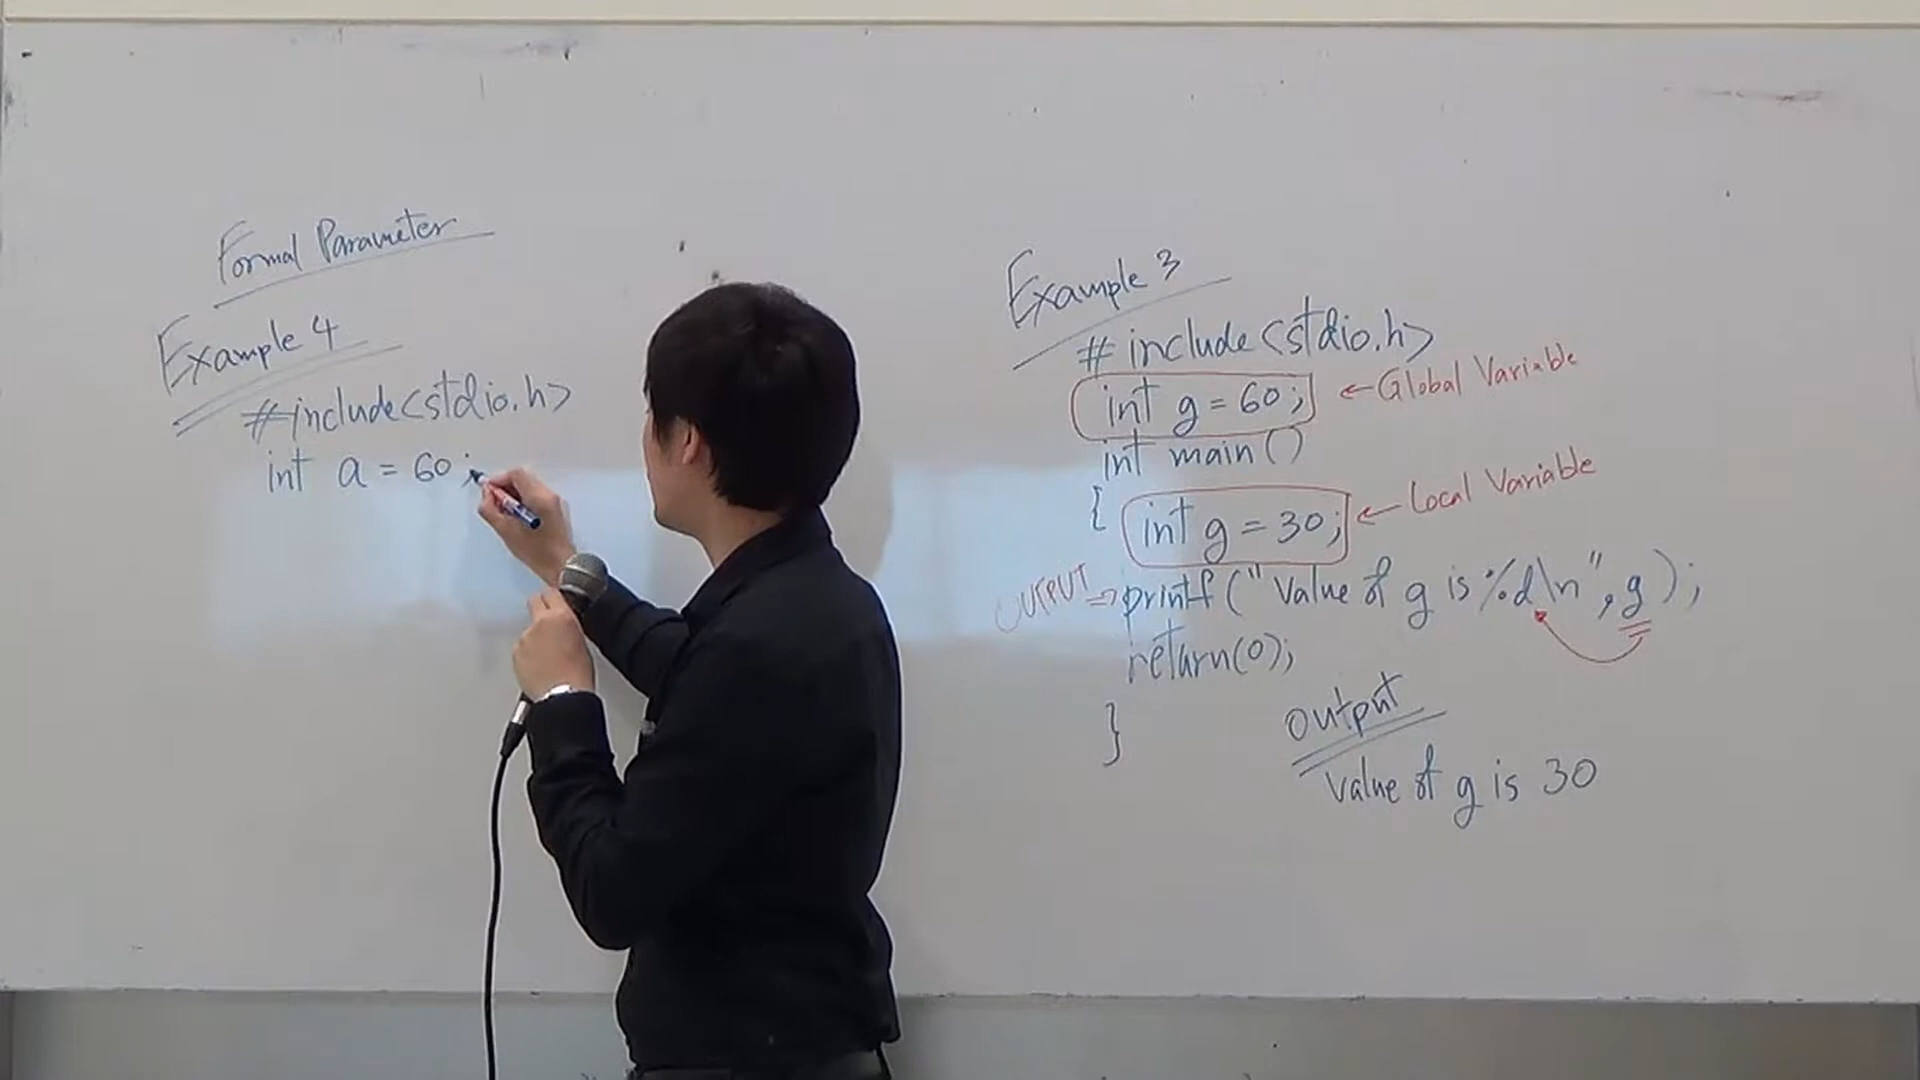 Formal Parameter
Example 4
#include<stdio.h>
int a = 60;
Example 3
# include<stdio.h>
int g = 60; ← Global Variable
int main()
{ int g = 30; ← Local Variable
OUTPUT ⇒ printf ("Value of g is %d\n", g);
return(0);
}
Output
Value of g is 30